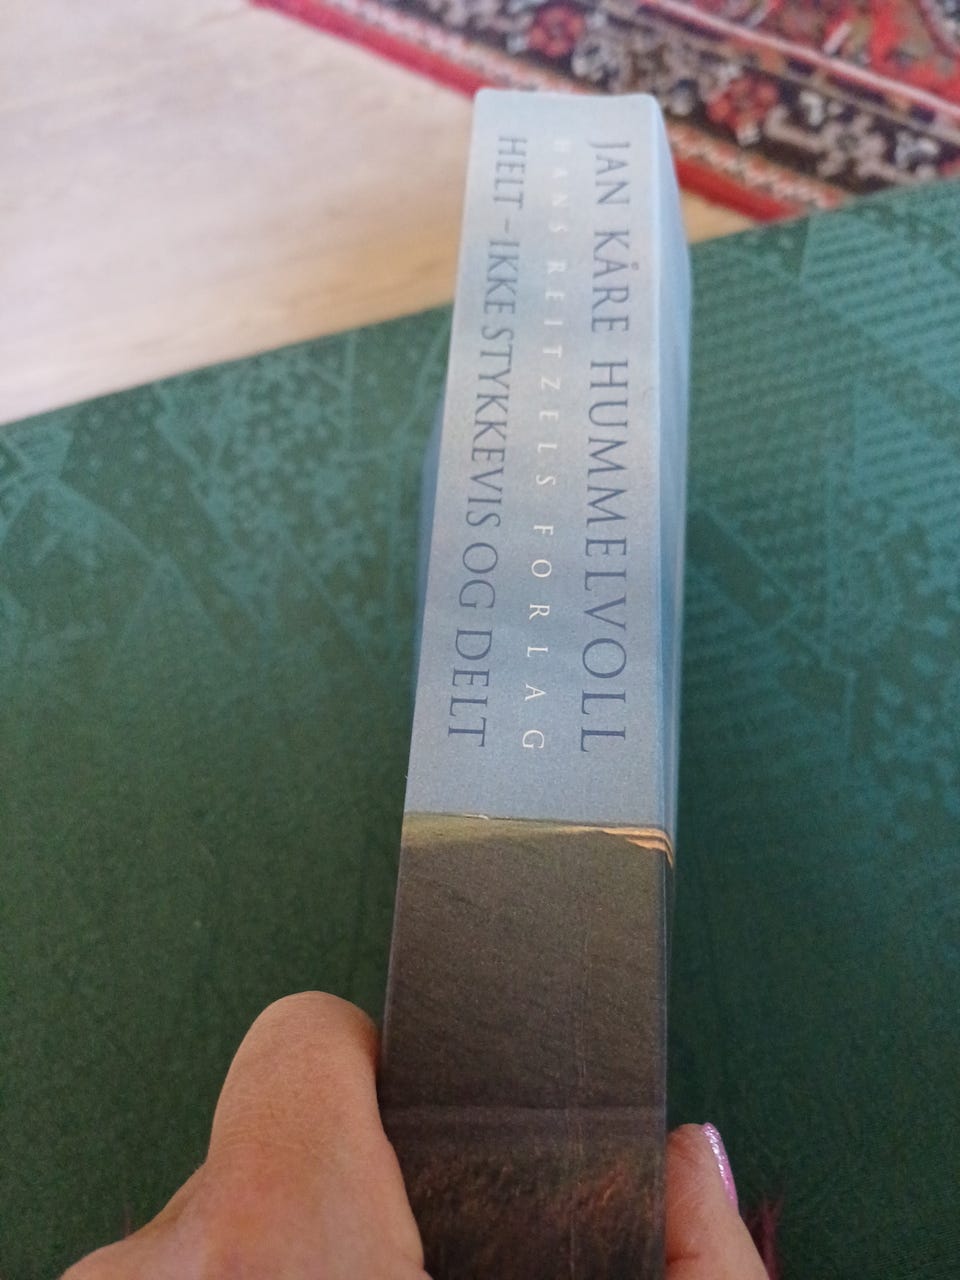 JAN KÅRE HUMMELVOLL
HANS REITZELS FORLAG
HELT – IKKE STYKKEVIS OG DELT